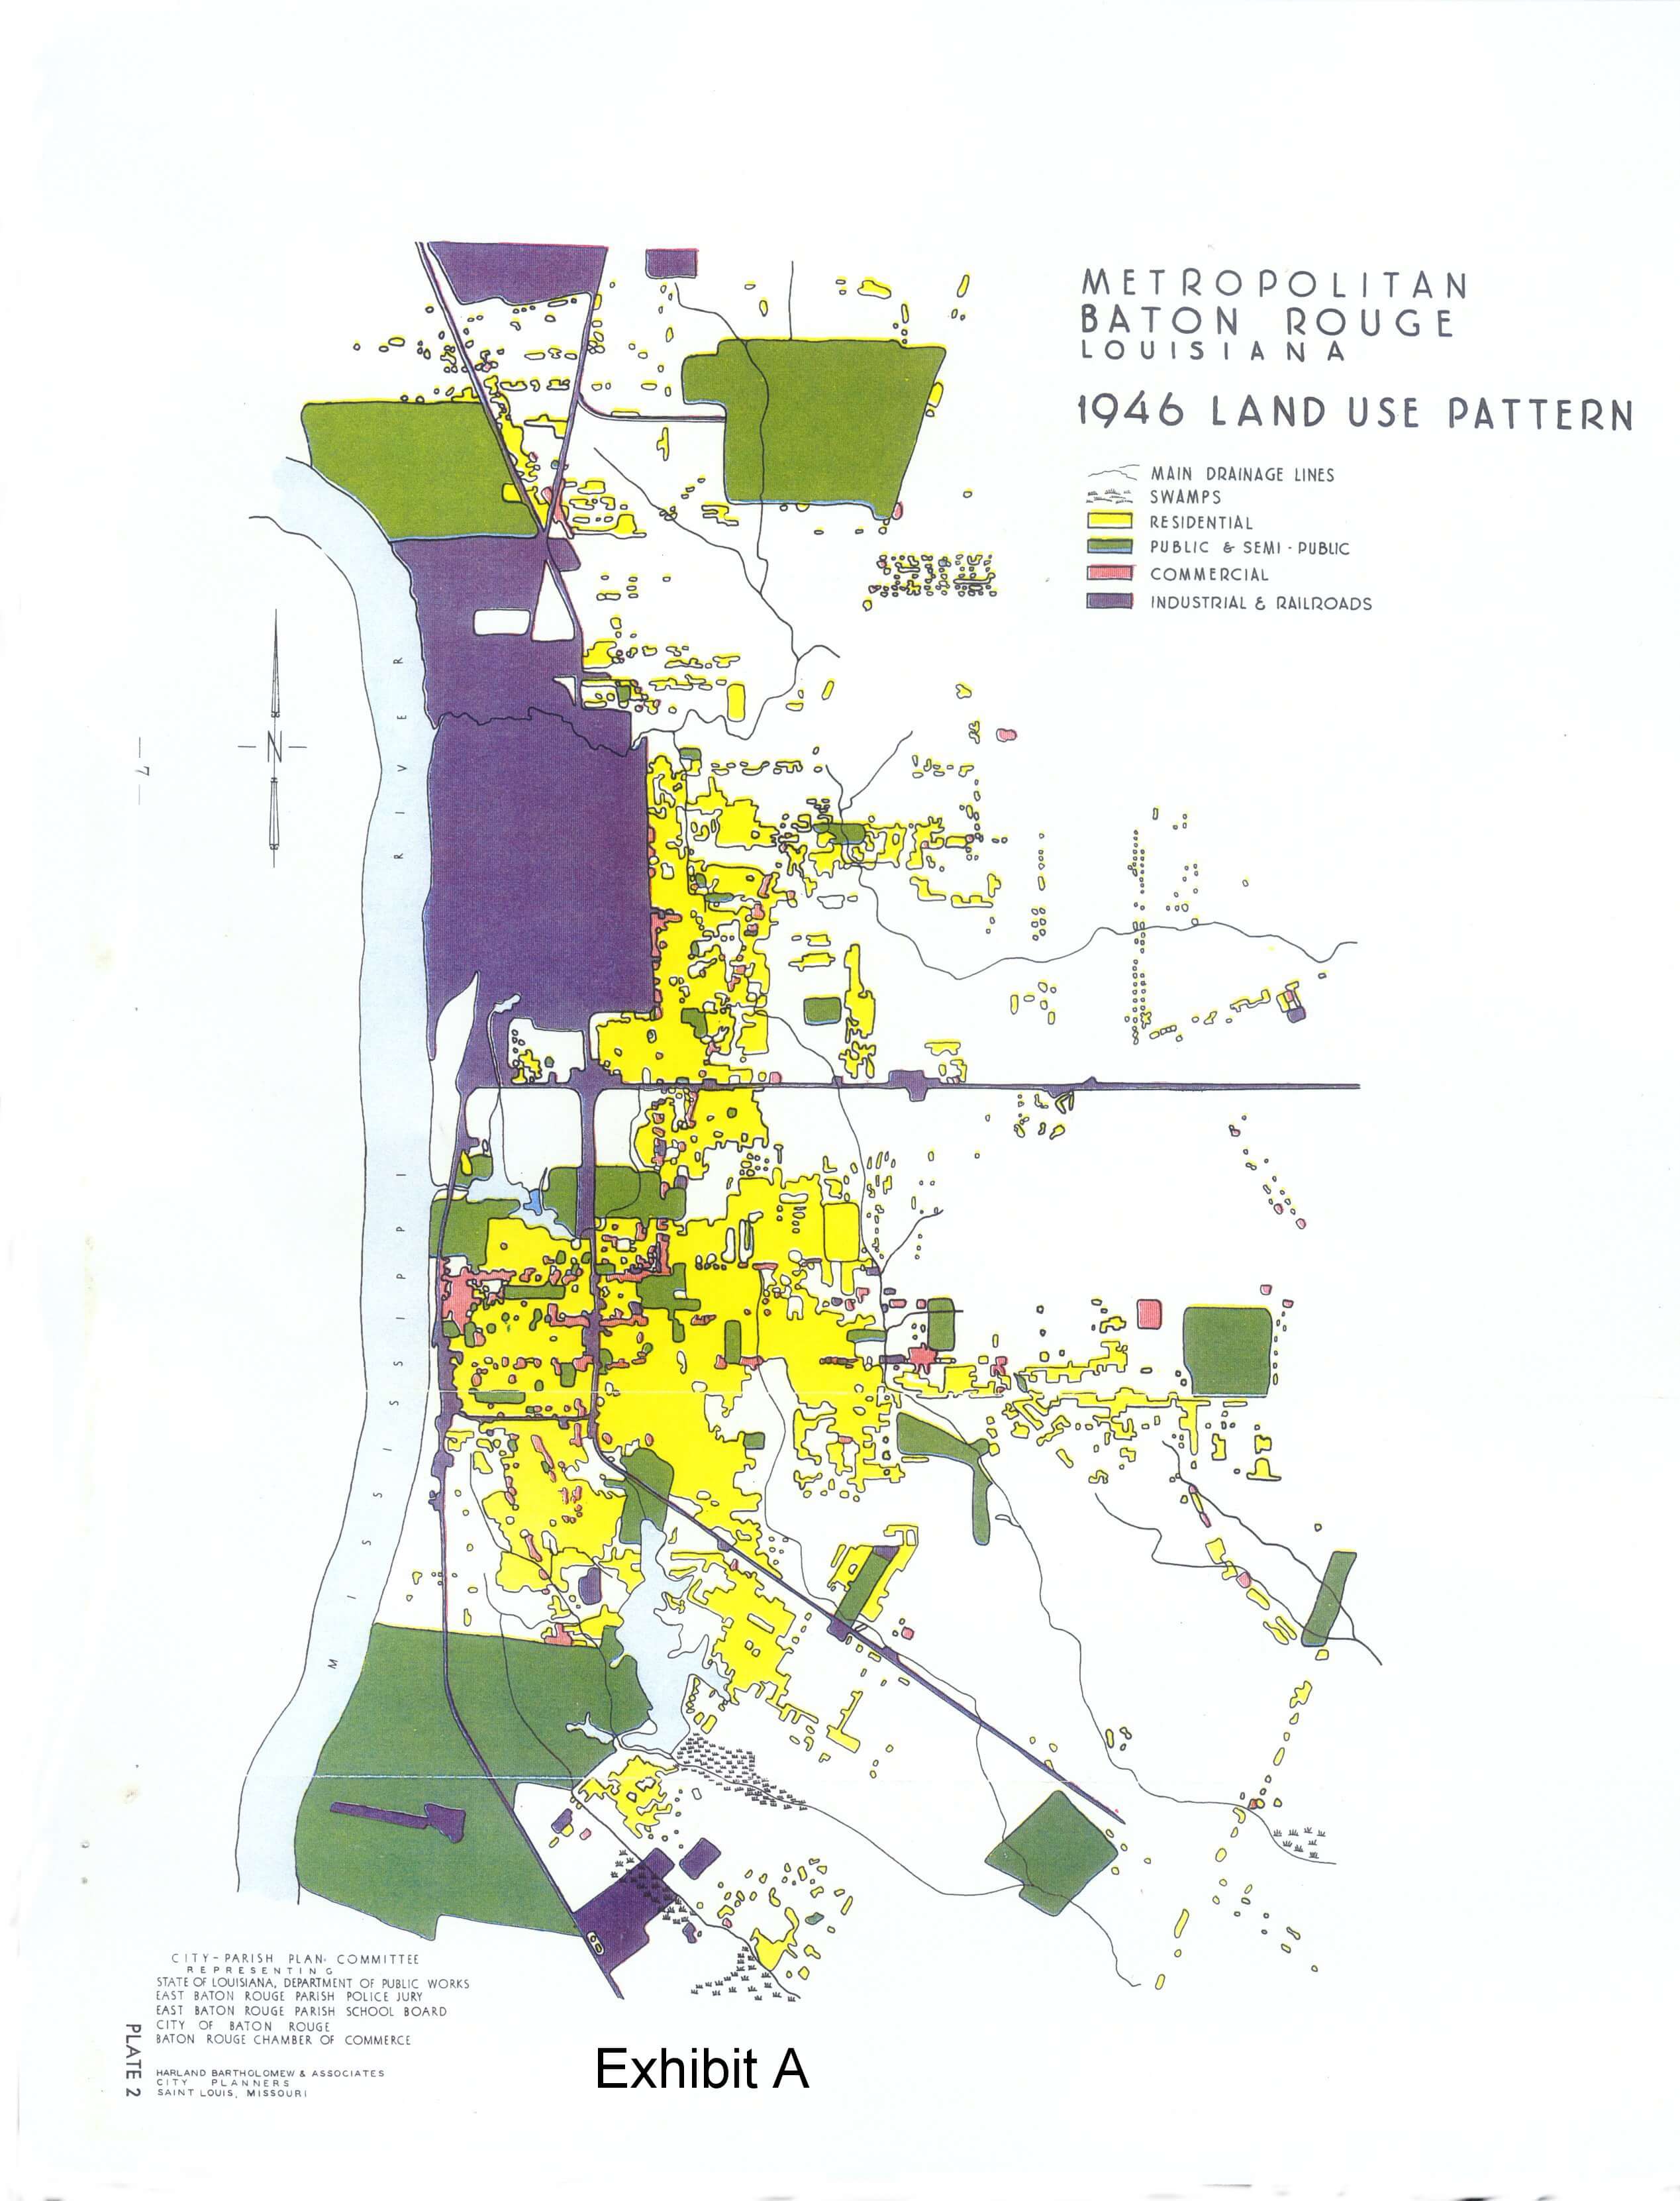 METROPOLITAN
BATON ROUGE
LOUISIANA
1946 LAND USE PATTERN
MAIN DRAINAGE LINES
SWAMPS
RESIDENTIAL
PUBLIC & SEMI-PUBLIC
COMMERCIAL
INDUSTRIAL & RAILROADS
N
— 7 —
MISSISSIPPI RIVER
CITY-PARISH PLAN COMMITTEE
REPRESENTING
STATE OF LOUISIANA, DEPARTMENT OF PUBLIC WORKS
EAST BATON ROUGE PARISH POLICE JURY
EAST BATON ROUGE PARISH SCHOOL BOARD
CITY OF BATON ROUGE
BATON ROUGE CHAMBER OF COMMERCE
HARLAND BARTHOLOMEW & ASSOCIATES
CITY PLANNERS
SAINT LOUIS, MISSOURI
PLATE 2
Exhibit A